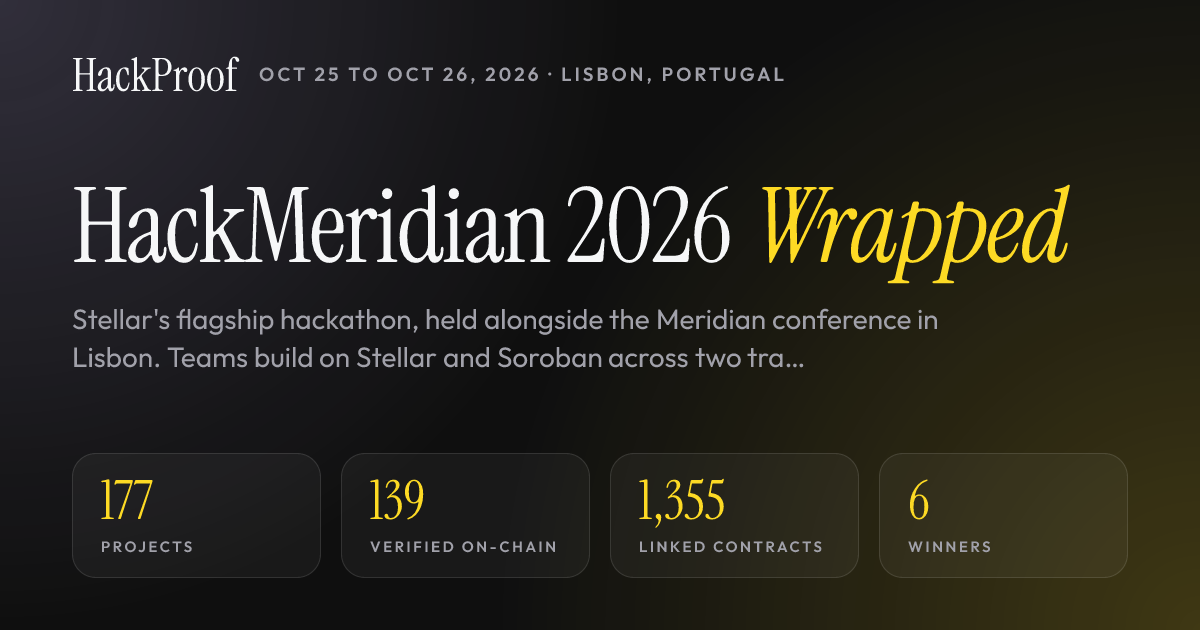 HackProof OCT 25 TO OCT 26, 2026 · LISBON, PORTUGAL
HackMeridian 2026 Wrapped
Stellar's flagship hackathon, held alongside the Meridian conference in
Lisbon. Teams build on Stellar and Soroban across two tra...
177
PROJECTS
139
VERIFIED ON-CHAIN
1,355
LINKED CONTRACTS
6
WINNERS